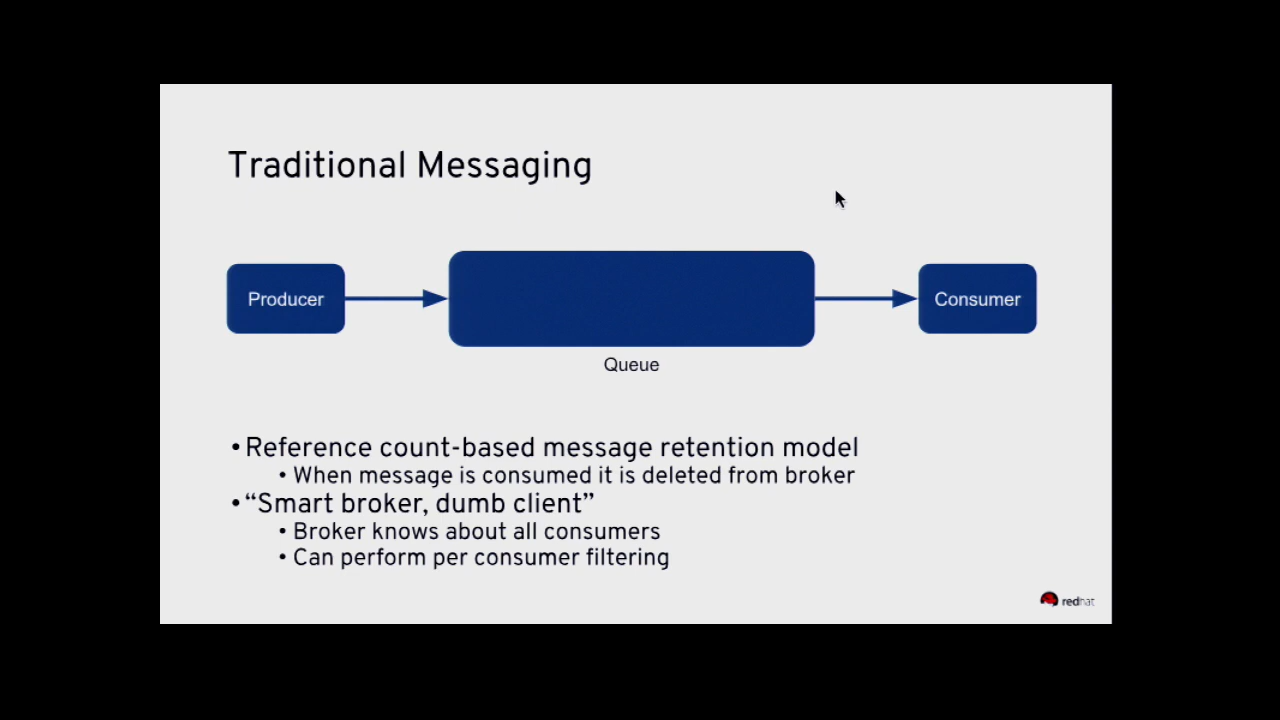 Traditional Messaging
Producer
Consumer
Queue
• Reference count-based message retention model
• When message is consumed it is deleted from broker
• “Smart broker, dumb client”
• Broker knows about all consumers
• Can perform per consumer filtering
redhat